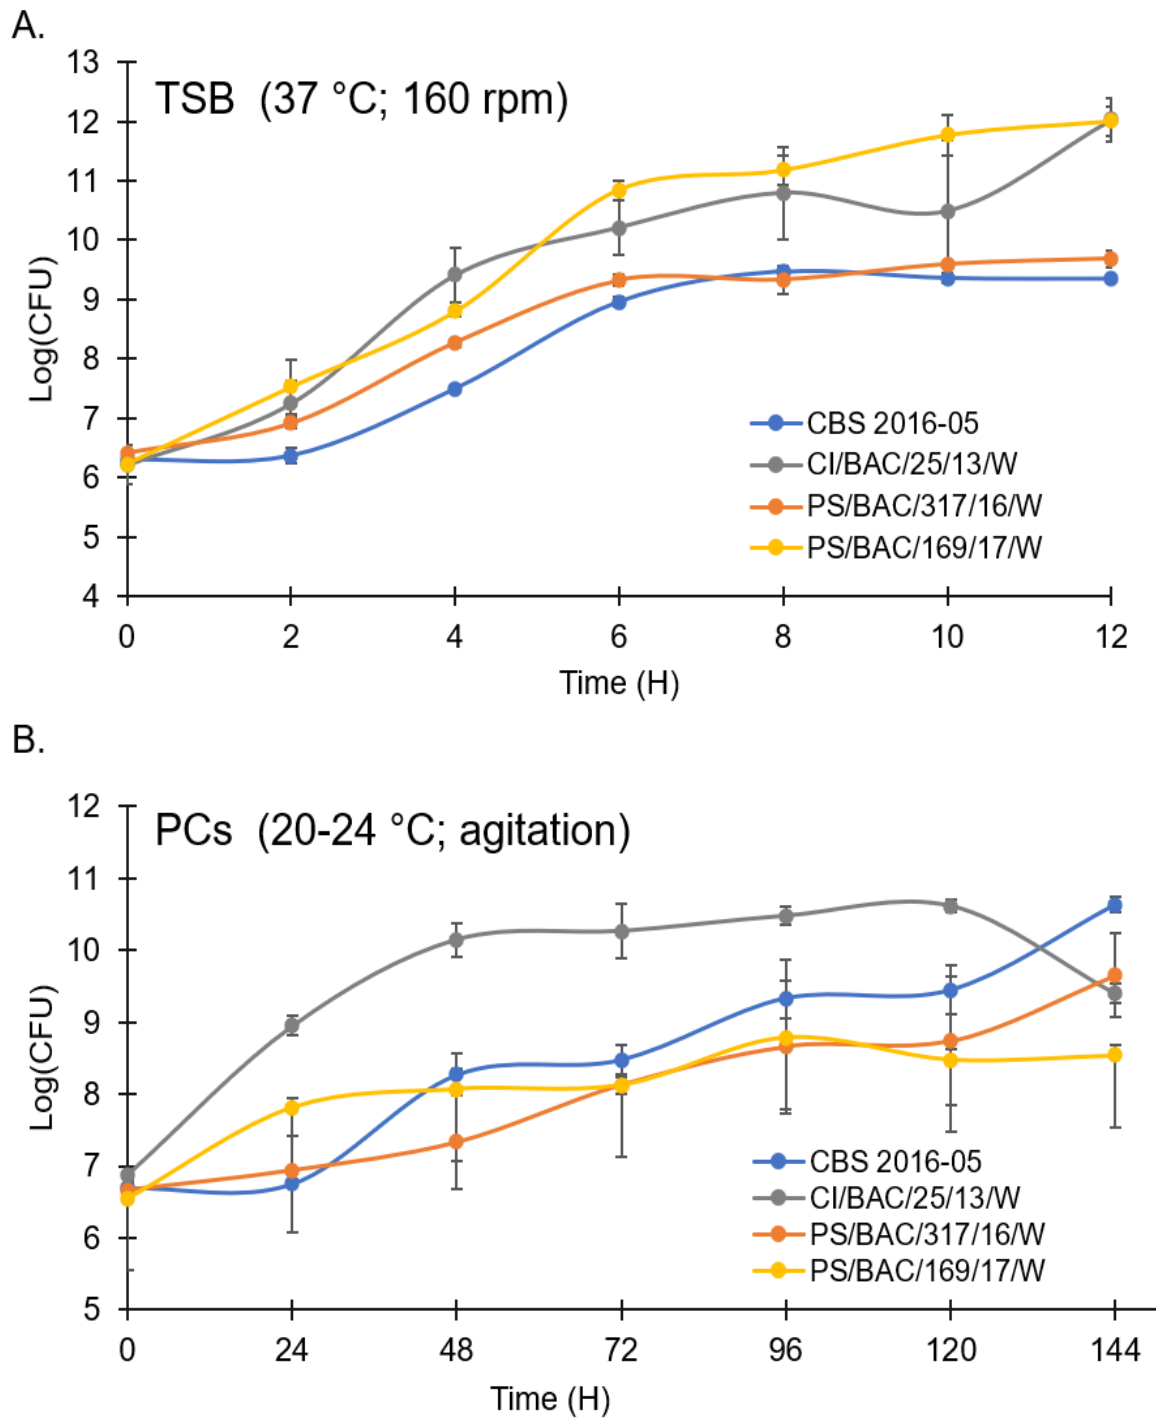 A.
TSB (37 °C; 160 rpm)
13
12
11
10
9
8
7
6
5
4
Log(CFU)
0 2 4 6 8 10 12
Time (H)
CBS 2016-05
CI/BAC/25/13/W
PS/BAC/317/16/W
PS/BAC/169/17/W
B.
PCs (20-24 °C; agitation)
12
11
10
9
8
7
6
5
Log(CFU)
0 24 48 72 96 120 144
Time (H)
CBS 2016-05
CI/BAC/25/13/W
PS/BAC/317/16/W
PS/BAC/169/17/W